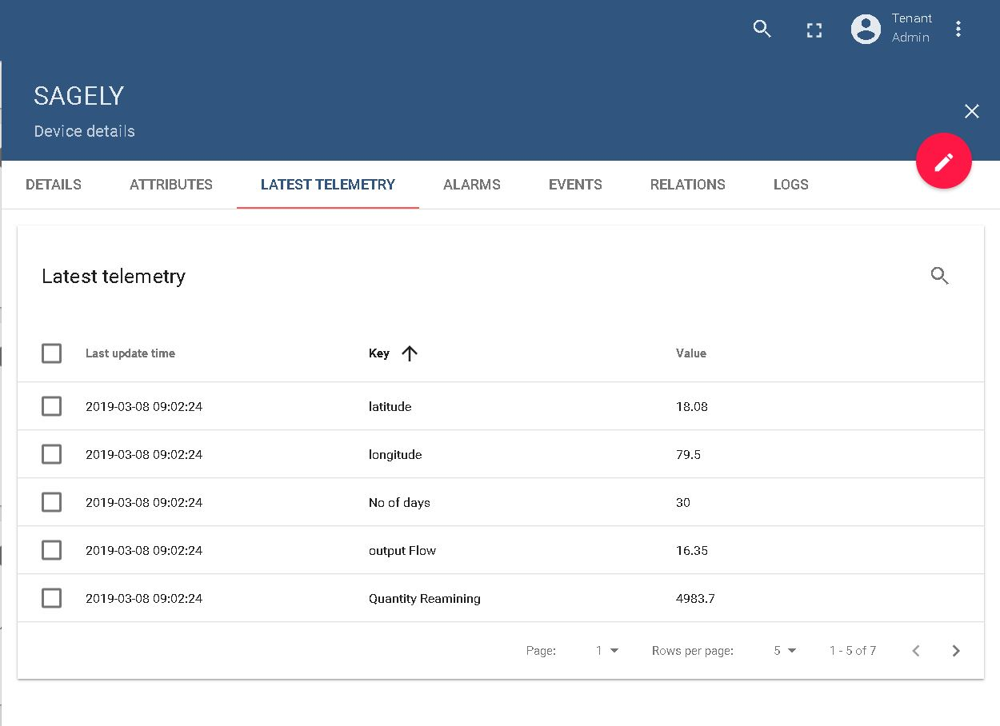 Tenant
Admin
SAGELY
Device details
DETAILS ATTRIBUTES LATEST TELEMETRY ALARMS EVENTS RELATIONS LOGS
Latest telemetry
Last update time Key Value
2019-03-08 09:02:24 latitude 18.08
2019-03-08 09:02:24 longitude 79.5
2019-03-08 09:02:24 No of days 30
2019-03-08 09:02:24 output Flow 16.35
2019-03-08 09:02:24 Quantity Reamining 4983.7
Page: 1 Rows per page: 5 1 - 5 of 7